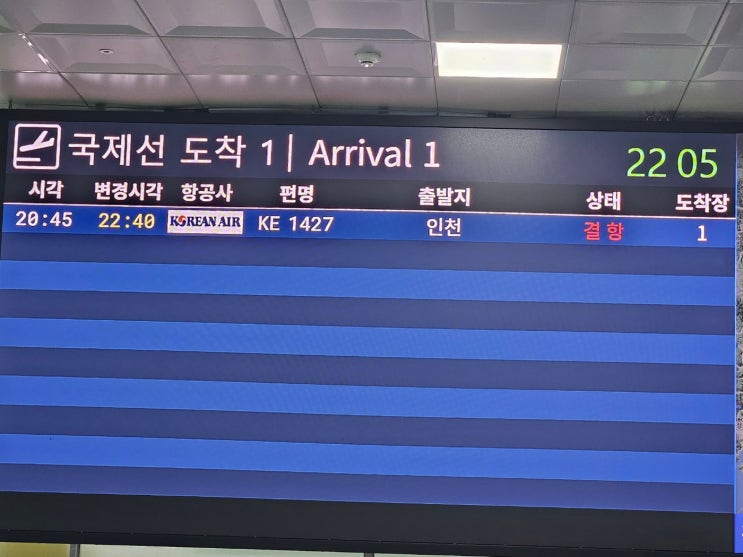 국제선 도착 1 | Arrival 1 22 05
시각 변경시각 항공사 편명 출발지 상태 도착장
20:45 22:40 KOREAN AIR KE 1427 인천 결항 1